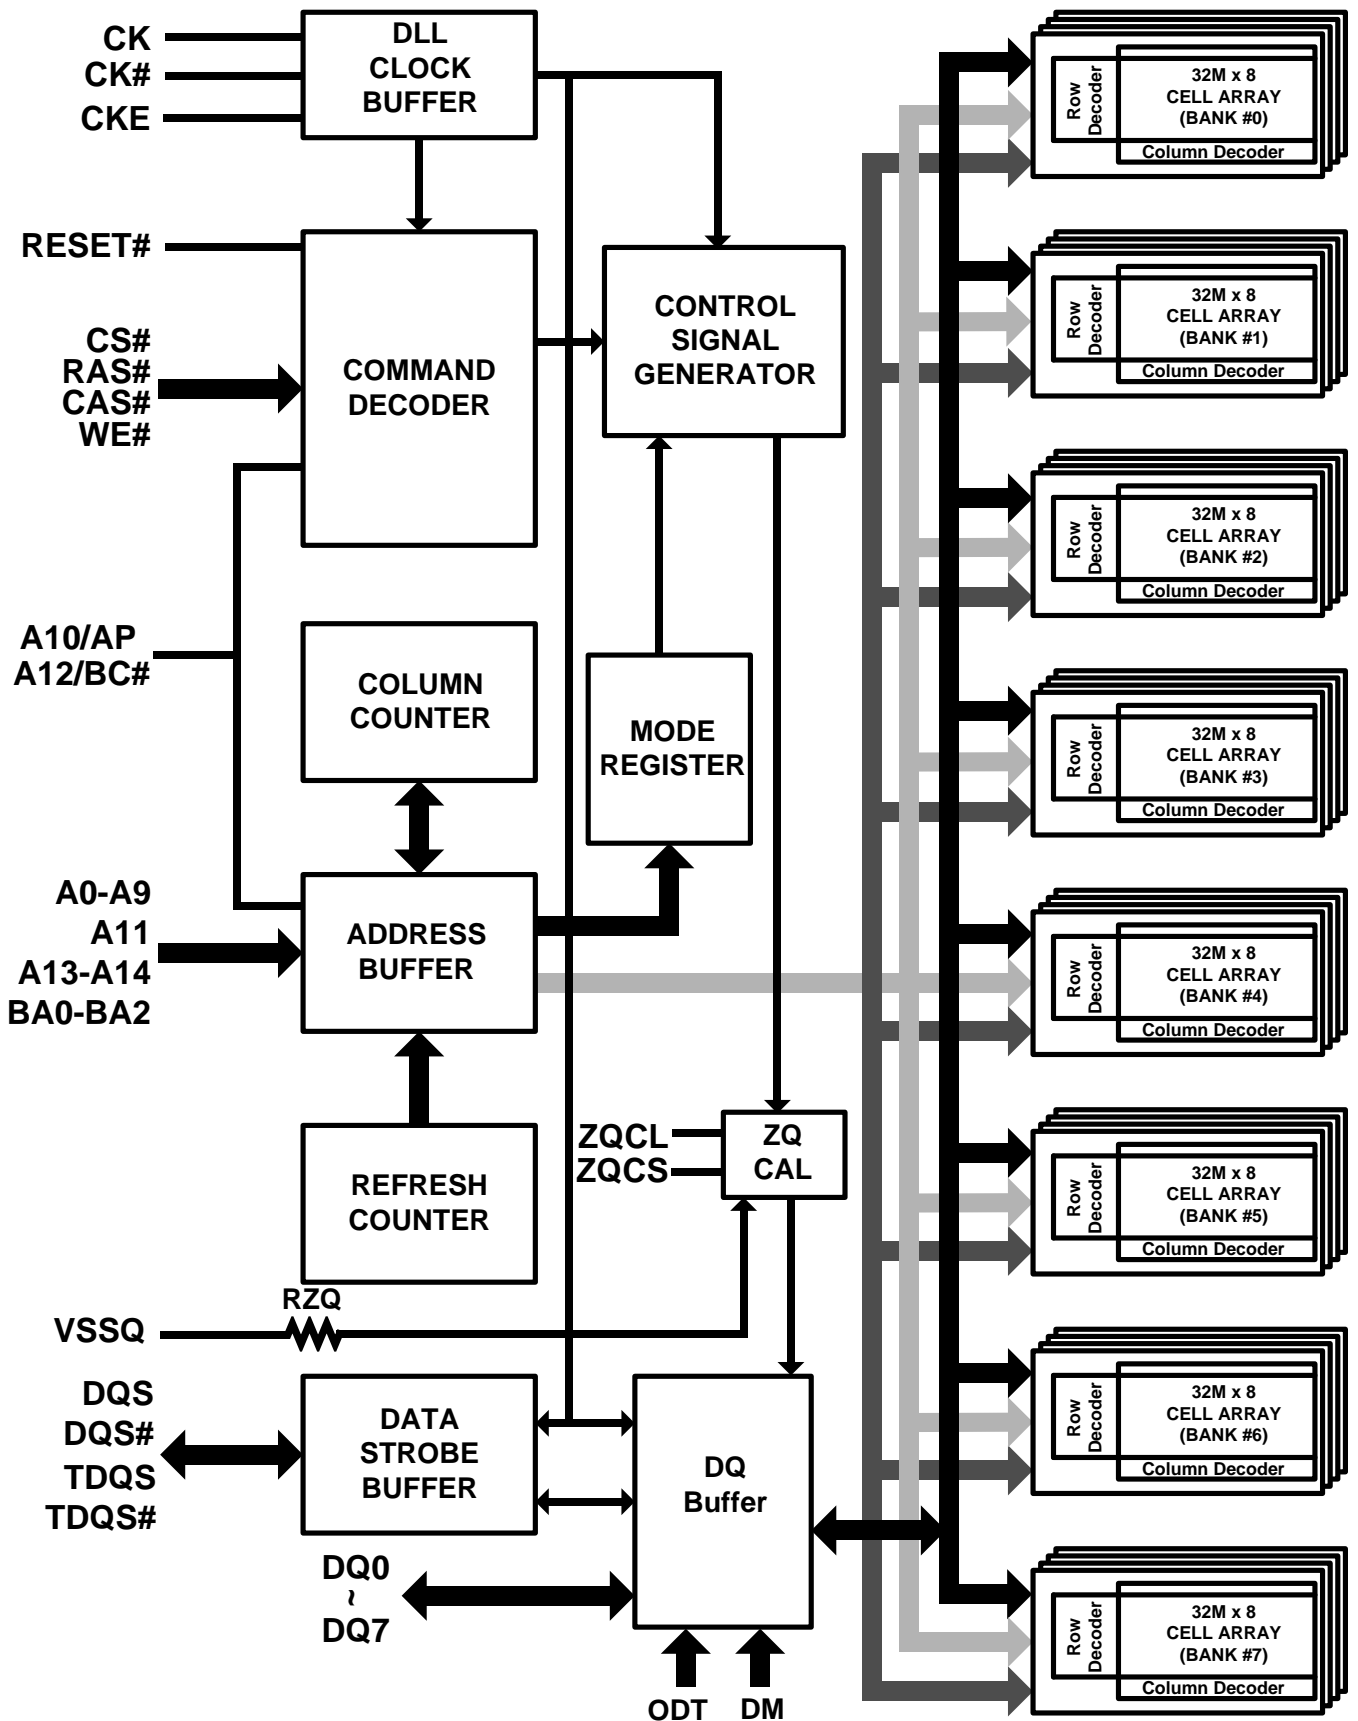 CK
CK#
CKE
DLL
CLOCK
BUFFER
RESET#
CS#
RAS#
CAS#
WE#
COMMAND
DECODER
CONTROL
SIGNAL
GENERATOR
A10/AP
A12/BC#
COLUMN
COUNTER
MODE
REGISTER
A0-A9
A11
A13-A14
BA0-BA2
ADDRESS
BUFFER
REFRESH
COUNTER
ZQCL
ZQCS
ZQ
CAL
RZQ
VSSQ
DQS
DQS#
TDQS
TDQS#
DATA
STROBE
BUFFER
DQ
Buffer
DQ0
~
DQ7
ODT
DM
Row
Decoder
32M x 8
CELL ARRAY
(BANK #0)
Column Decoder
Row
Decoder
32M x 8
CELL ARRAY
(BANK #1)
Column Decoder
Row
Decoder
32M x 8
CELL ARRAY
(BANK #2)
Column Decoder
Row
Decoder
32M x 8
CELL ARRAY
(BANK #3)
Column Decoder
Row
Decoder
32M x 8
CELL ARRAY
(BANK #4)
Column Decoder
Row
Decoder
32M x 8
CELL ARRAY
(BANK #5)
Column Decoder
Row
Decoder
32M x 8
CELL ARRAY
(BANK #6)
Column Decoder
Row
Decoder
32M x 8
CELL ARRAY
(BANK #7)
Column Decoder